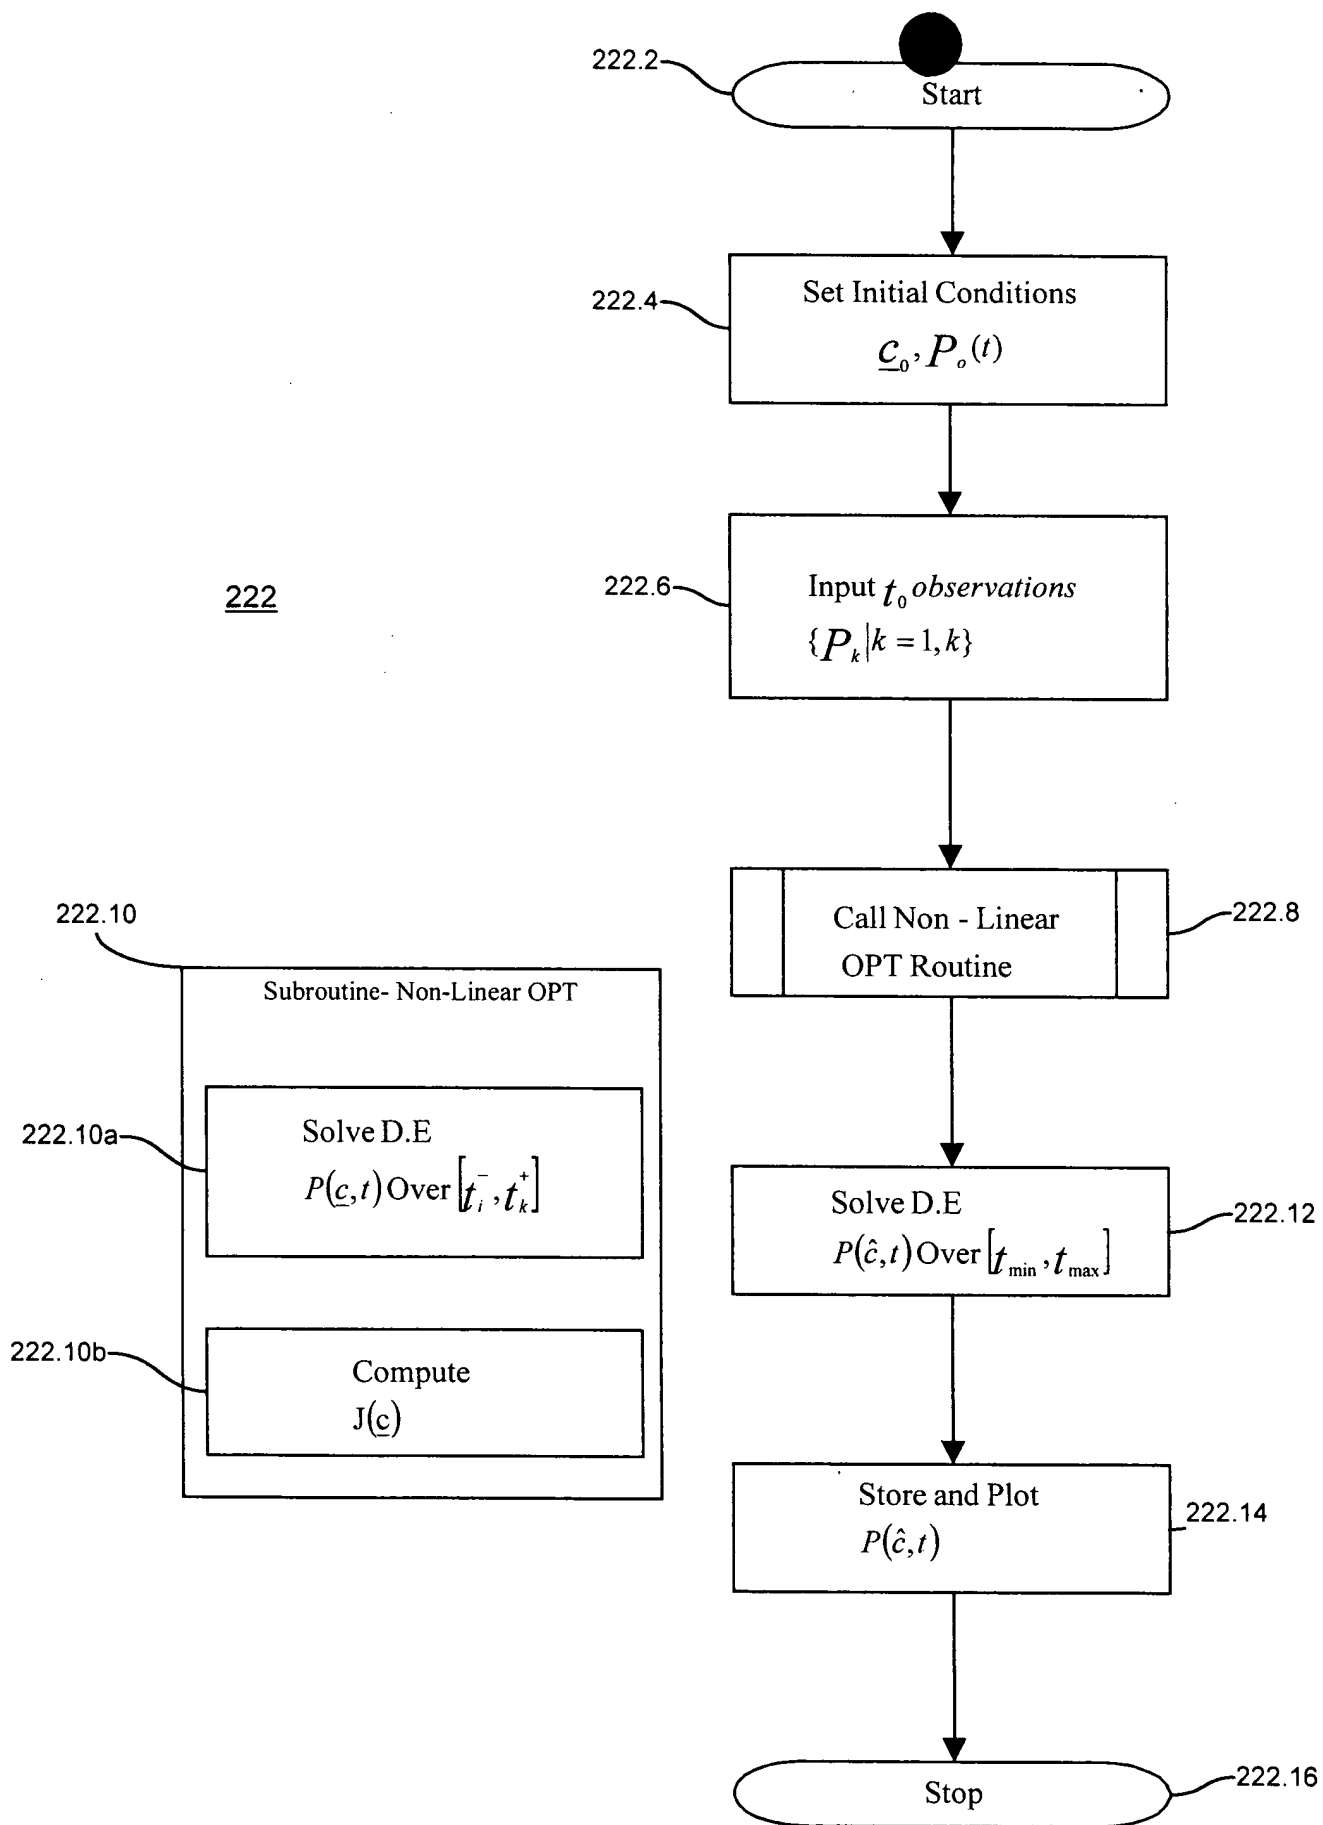 222.2
Start
222.4
Set Initial Conditions
c̲₀, Pₒ(t)
222
222.6
Input t₀ observations
{Pₖ|k = 1, k}
222.8
Call Non - Linear
OPT Routine
222.10
Subroutine- Non-Linear OPT
222.10a
Solve D.E
P(c̲,t) Over [tᵢ⁻, tₖ⁺]
222.10b
Compute
J(c̲)
222.12
Solve D.E
P(ĉ,t) Over [t_min, t_max]
222.14
Store and Plot
P(ĉ,t)
Stop
222.16